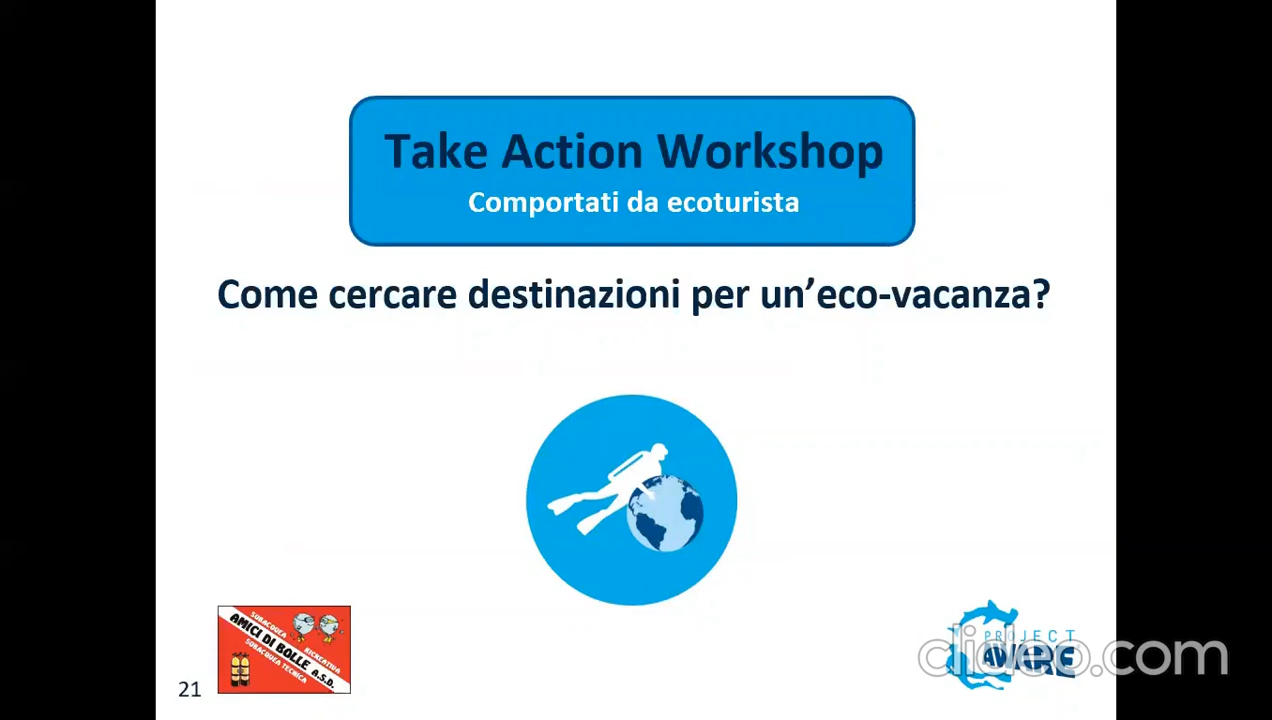 Take Action Workshop
Comportati da ecoturista
Come cercare destinazioni per un’eco-vacanza?
SUBACQUEA
RICREATIVA
AMICI DI BOLLE A.S.D.
SUBACQUEA TECNICA
PROJECT
AWARE
clideo.com
21